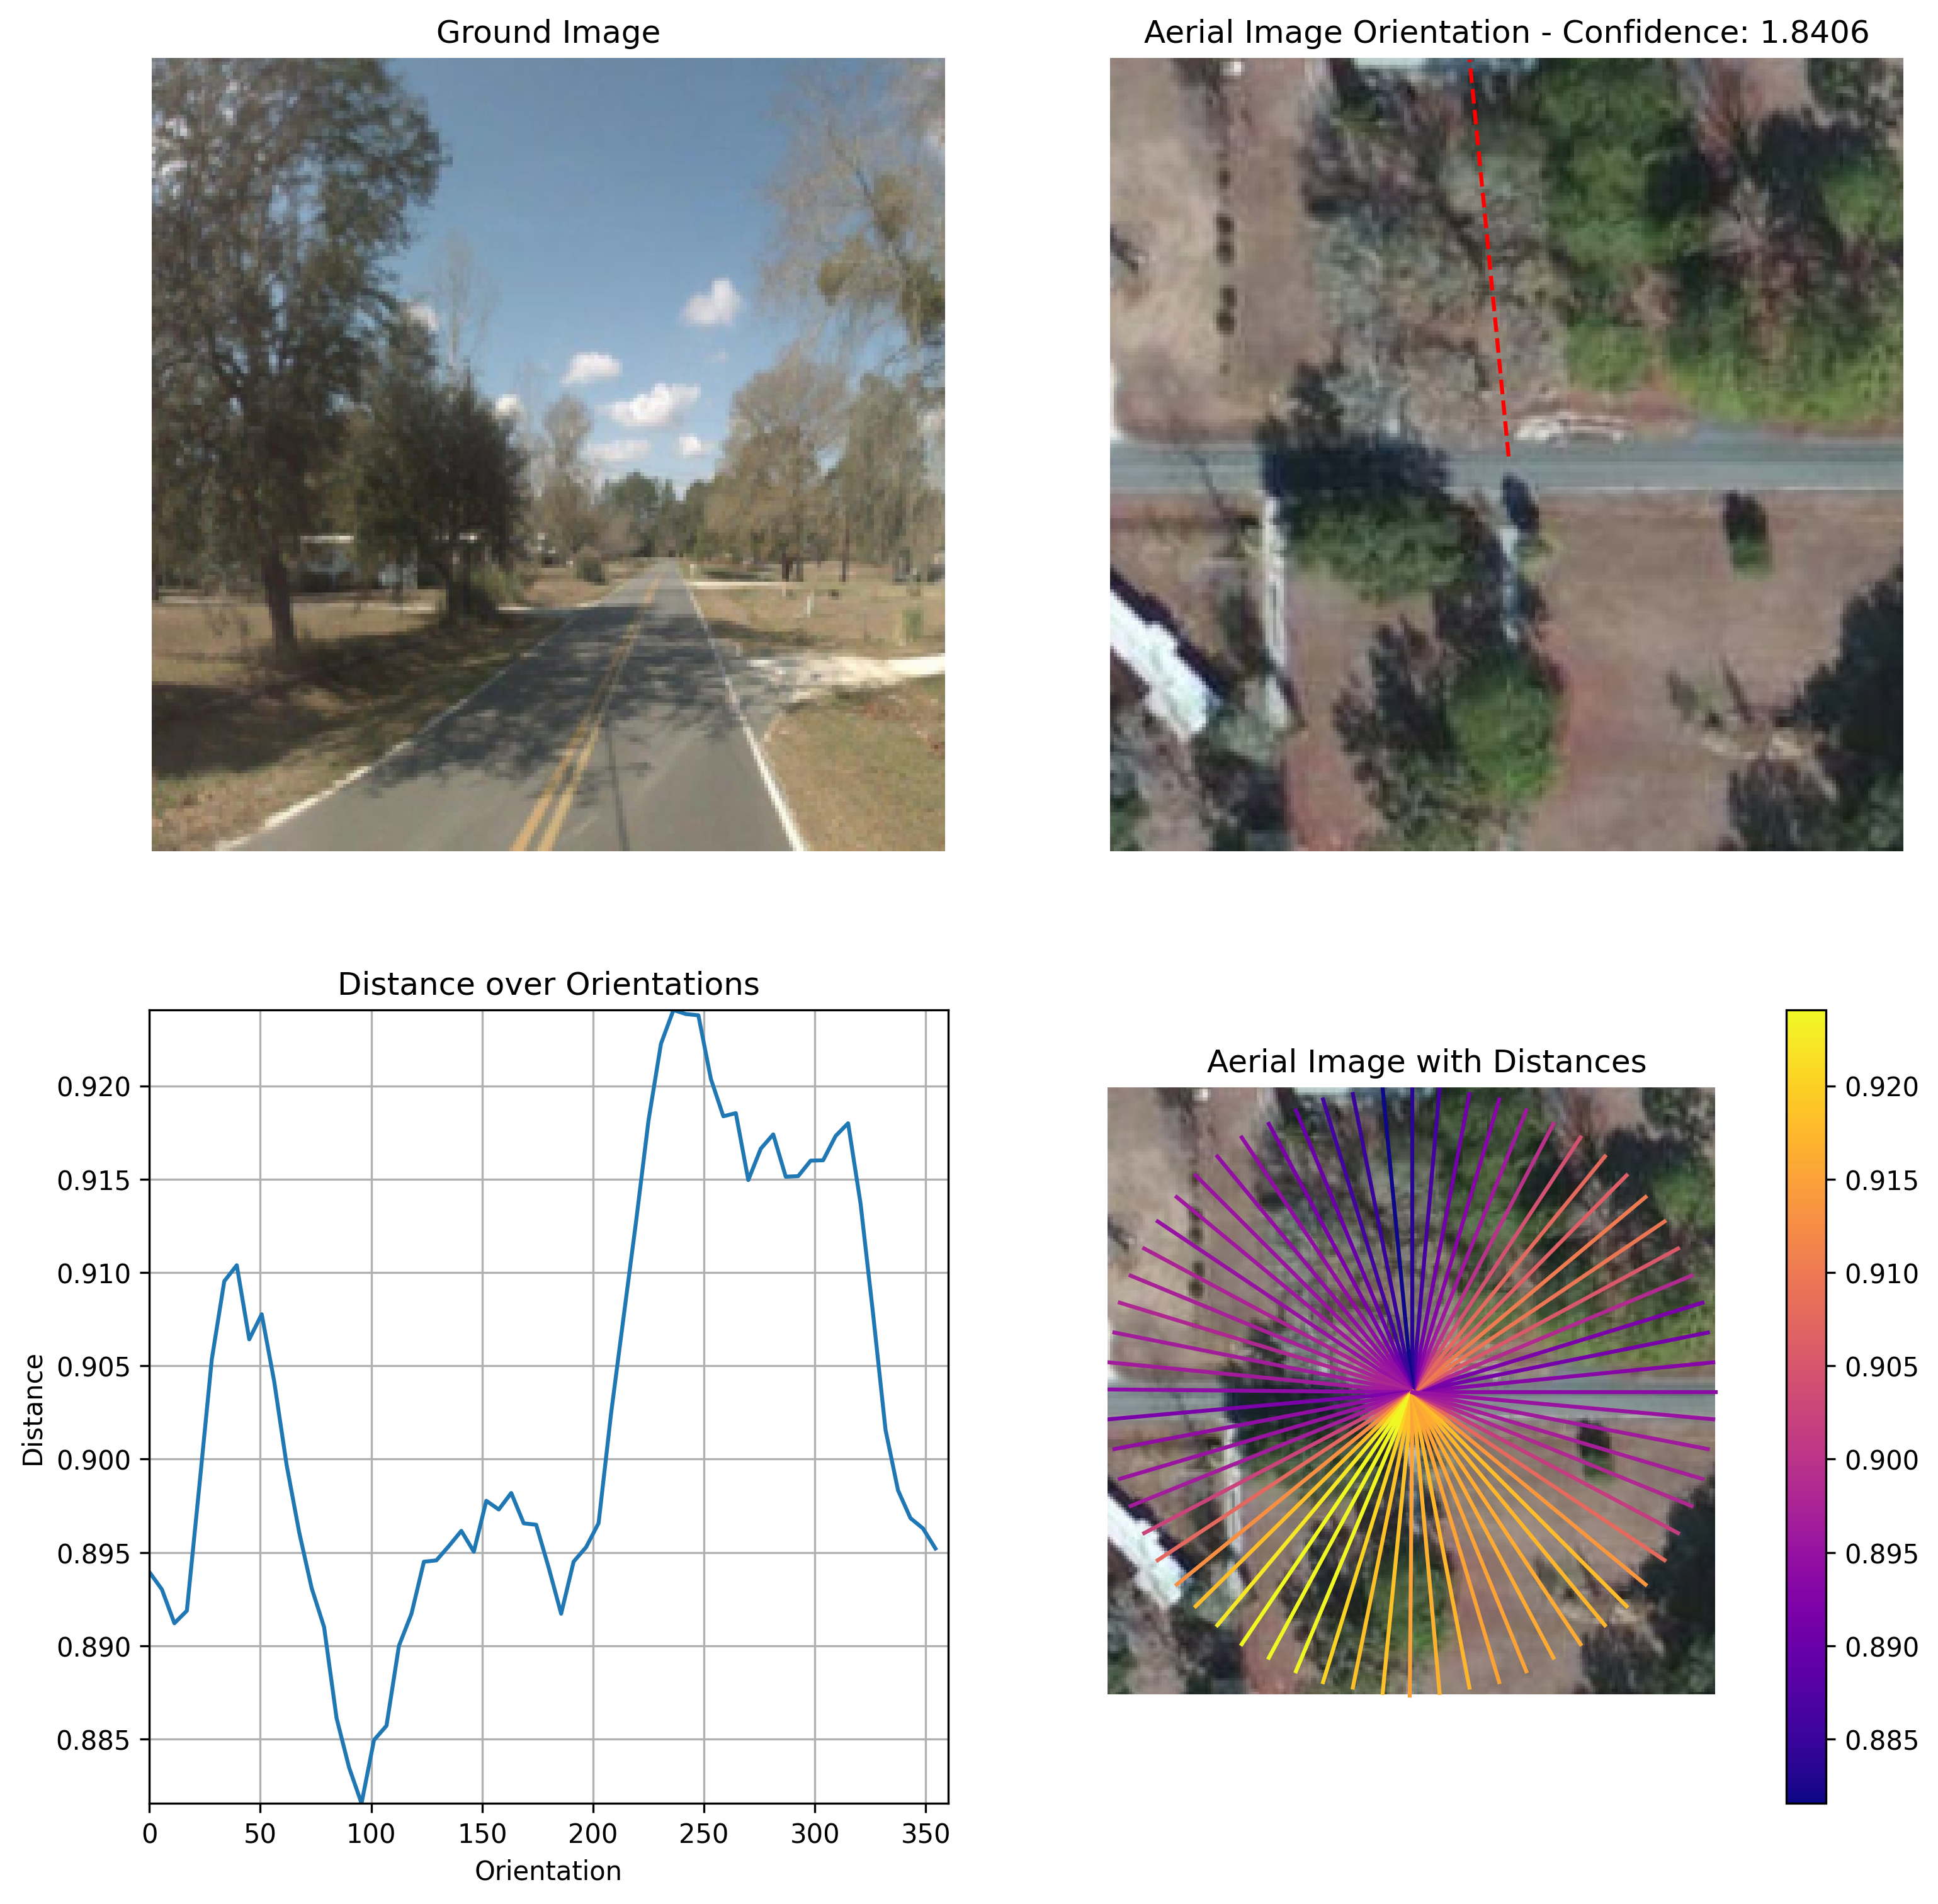 Ground Image
Aerial Image Orientation - Confidence: 1.8406
Distance over Orientations
0.920
0.915
0.910
0.905
0.900
0.895
0.890
0.885
Distance
0 50 100 150 200 250 300 350
Orientation
Aerial Image with Distances
0.920
0.915
0.910
0.905
0.900
0.895
0.890
0.885